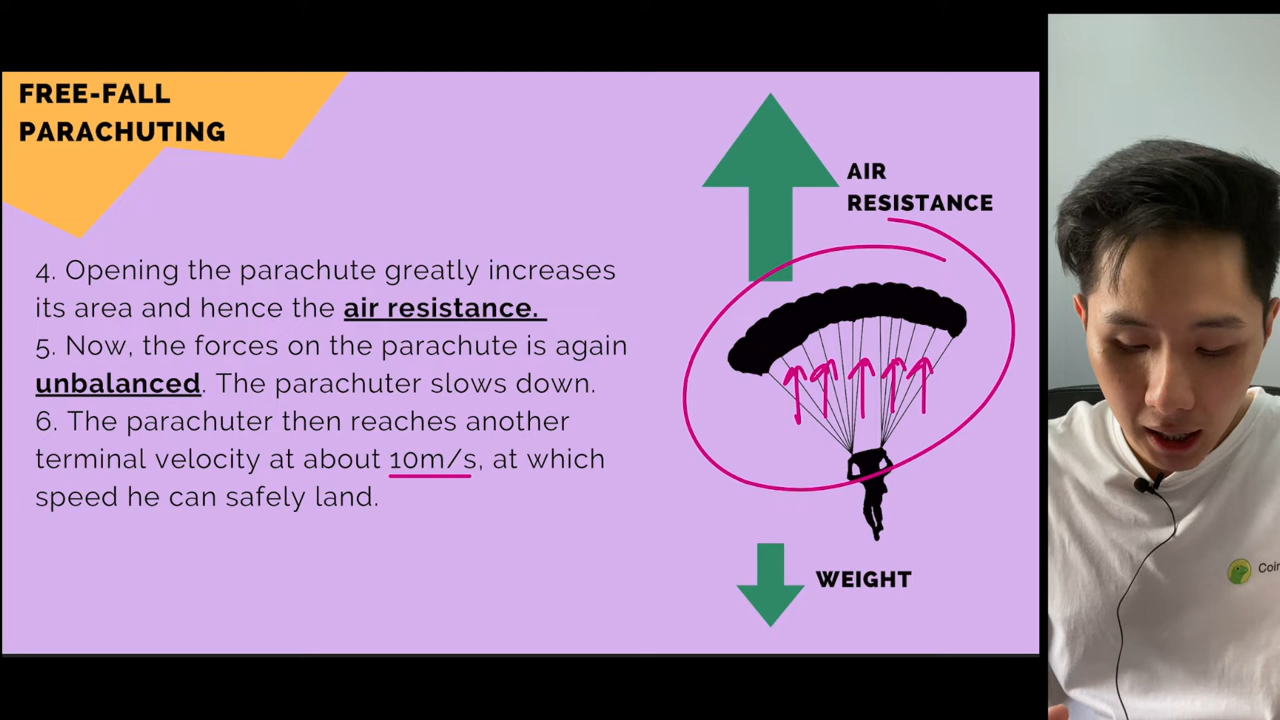 FREE-FALL
PARACHUTING
AIR
RESISTANCE
4. Opening the parachute greatly increases
its area and hence the air resistance.
5. Now, the forces on the parachute is again
unbalanced. The parachuter slows down.
6. The parachuter then reaches another
terminal velocity at about 10m/s, at which
speed he can safely land.
WEIGHT